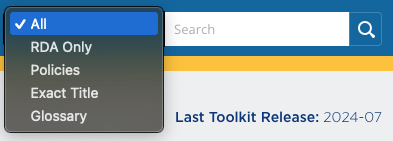 ✓ All
RDA Only
Policies
Exact Title
Glossary
Search
Last Toolkit Release: 2024-07